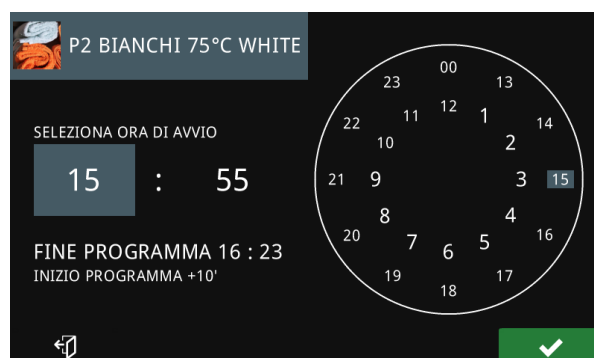 P2 BIANCHI 75°C WHITE
SELEZIONA ORA DI AVVIO
15 : 55
FINE PROGRAMMA 16 : 23
INIZIO PROGRAMMA +10'
00
23 13
12
11 1
22 14
10 2
21 9 3 15
8 4
20 16
7 5
6
19 17
18